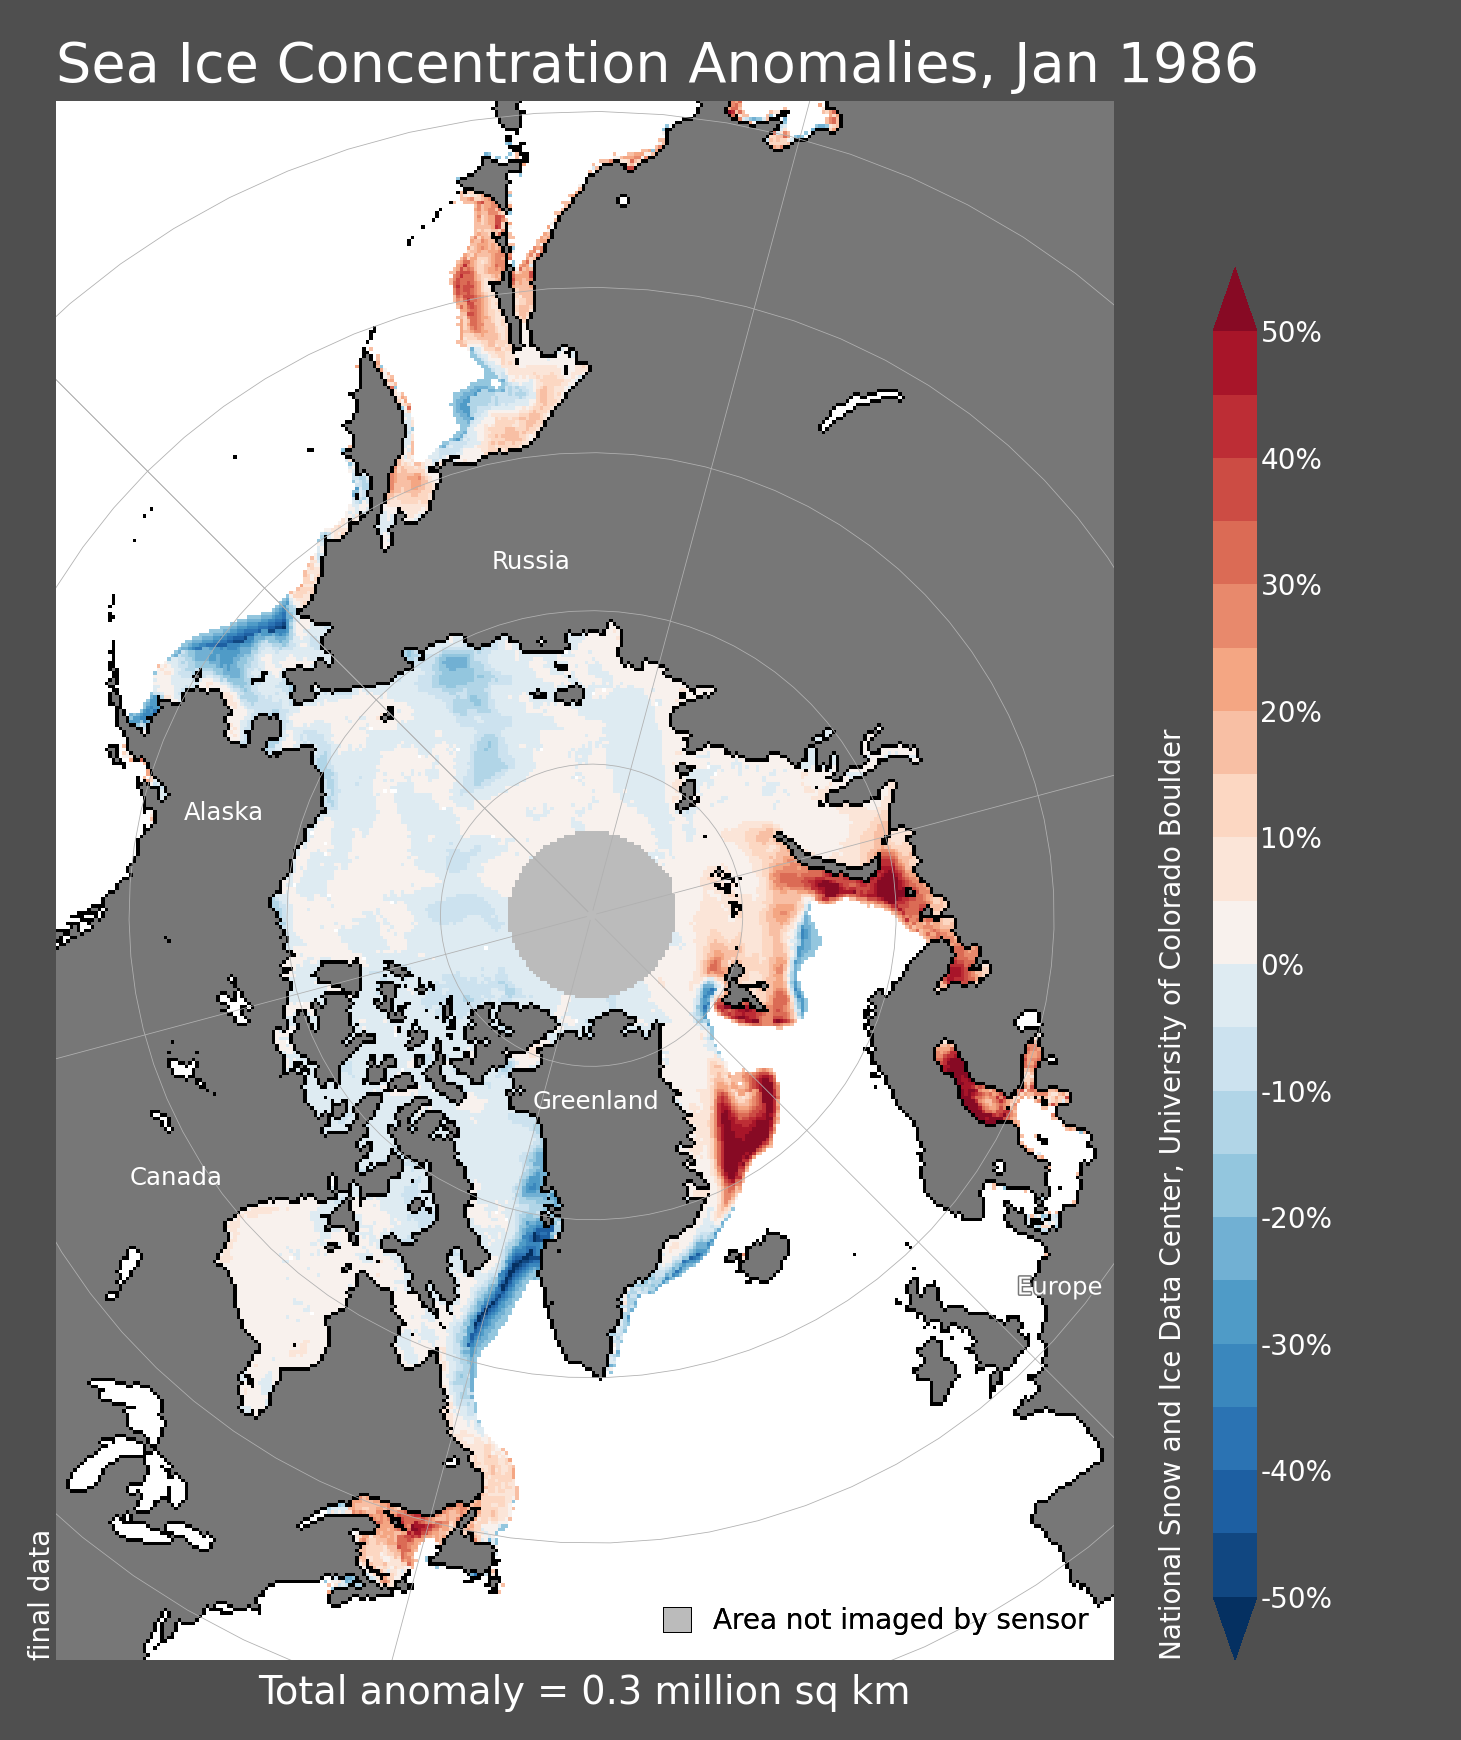 Sea Ice Concentration Anomalies, Jan 1986
Russia
Alaska
Greenland
Canada
Europe
50%
40%
30%
20%
10%
0%
-10%
-20%
-30%
-40%
-50%
National Snow and Ice Data Center, University of Colorado Boulder
final data
Area not imaged by sensor
Total anomaly = 0.3 million sq km